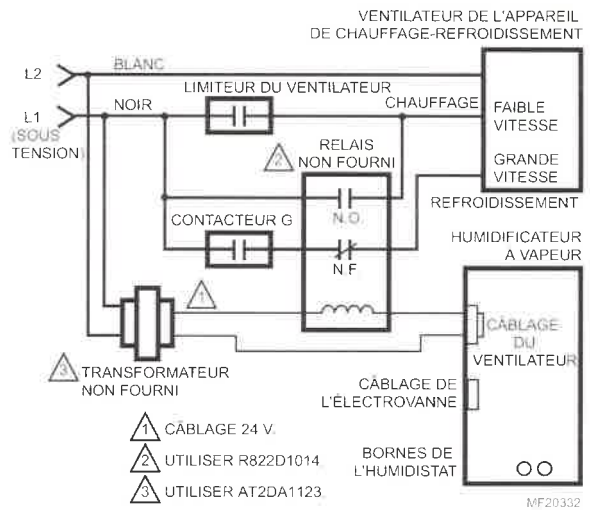 VENTILATEUR DE L'APPAREIL
DE CHAUFFAGE-REFROIDISSEMENT
L2
BLANC
LIMITEUR DU VENTILATEUR
L1
(SOUS
TENSION)
NOIR
CHAUFFAGE
FAIBLE
VITESSE
2
RELAIS
NON FOURNI
GRANDE
VITESSE
N.O.
REFROIDISSEMENT
CONTACTEUR G
N.F
HUMIDIFICATEUR
A VAPEUR
1
CÂBLAGE
DU
VENTILATEUR
3
TRANSFORMATEUR
NON FOURNI
CÂBLAGE DE
L'ÉLECTROVANNE
1 CÂBLAGE 24 V.
2 UTILISER R822D1014.
3 UTILISER AT2DA1123.
BORNES DE
L'HUMIDISTAT
MF20332